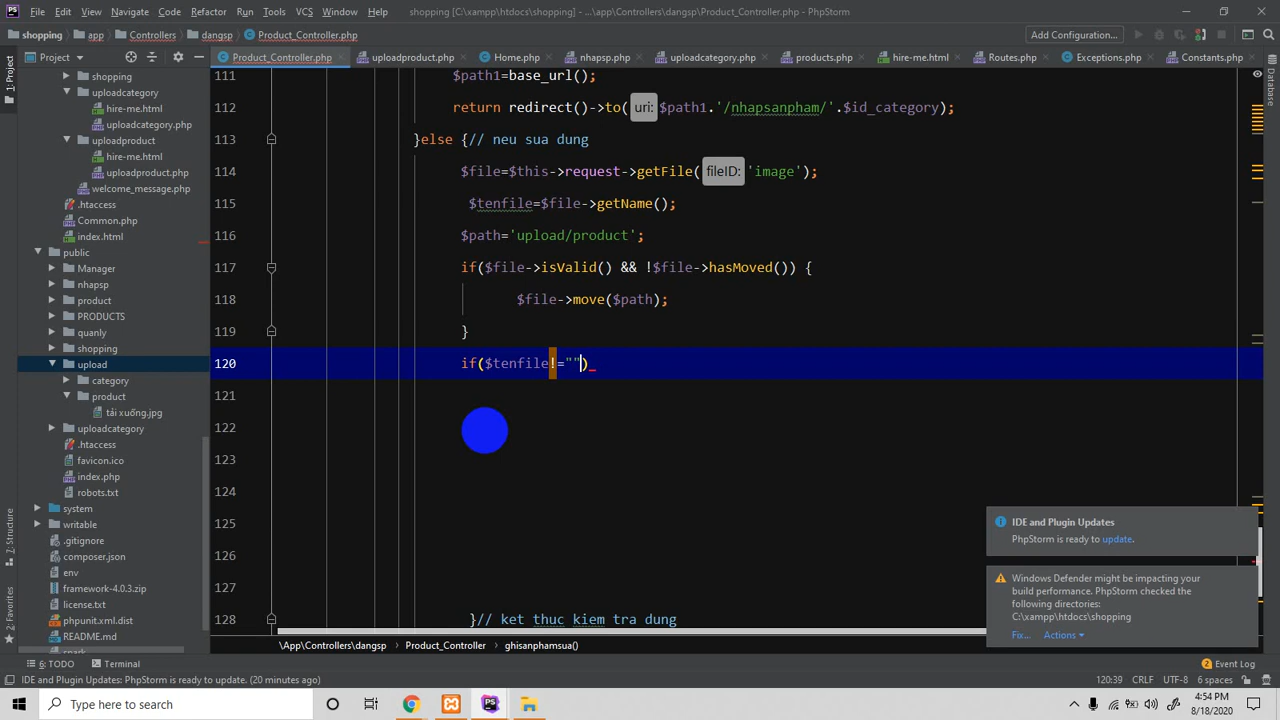 File Edit View Navigate Code Refactor Run Tools VCS Window Help shopping [C:\xampp\htdocs\shopping] - ...\app\Controllers\dangsp\Product_Controller.php - PhpStorm
shopping app Controllers dangsp Product_Controller.php Add Configuration...
Project Product_Controller.php uploadproduct.php Home.php nhapsp.php uploadcategory.php products.php hire-me.html Routes.php Exceptions.php Constants.php
1: Project
7: Structure
2: Favorites
Database
shopping
uploadcategory
hire-me.html
uploadcategory.php
uploadproduct
hire-me.html
uploadproduct.php
welcome_message.php
.htaccess
Common.php
index.html
public
Manager
nhapsp
product
PRODUCTS
quanly
shopping
upload
category
product
tải xuống.jpg
uploadcategory
.htaccess
favicon.ico
index.php
robots.txt
system
writable
.gitignore
composer.json
env
framework-4.0.3.zip
license.txt
phpunit.xml.dist
README.md
spark
111 $path1=base_url();
112 return redirect()->to( uri: $path1.'/nhapsanpham/'.$id_category);
113 }else {// neu sua dung
114 $file=$this->request->getFile( fileID: 'image');
115 $tenfile=$file->getName();
116 $path='upload/product';
117 if($file->isValid() && !$file->hasMoved()) {
118 $file->move($path);
119 }
120 if($tenfile!="")
121
122
123
124
125
126
127
128 }// ket thuc kiem tra dung
IDE and Plugin Updates
PhpStorm is ready to update.
Windows Defender might be impacting your
build performance. PhpStorm checked the
following directories:
C:\xampp\htdocs\shopping
Fix... Actions
\App\Controllers\dangsp Product_Controller ghisanphamsua()
6: TODO Terminal 2 Event Log
IDE and Plugin Updates: PhpStorm is ready to update. (20 minutes ago) 120:39 CRLF UTF-8 6 spaces
Type here to search
4:54 PM
8/18/2020